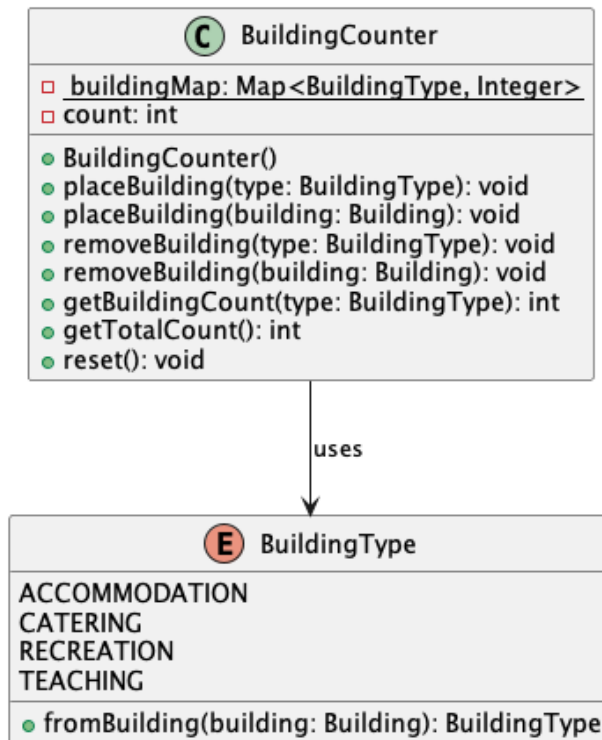 C BuildingCounter
buildingMap: Map<BuildingType, Integer>
count: int
BuildingCounter()
placeBuilding(type: BuildingType): void
placeBuilding(building: Building): void
removeBuilding(type: BuildingType): void
removeBuilding(building: Building): void
getBuildingCount(type: BuildingType): int
getTotalCount(): int
reset(): void
uses
E BuildingType
ACCOMMODATION
CATERING
RECREATION
TEACHING
fromBuilding(building: Building): BuildingType